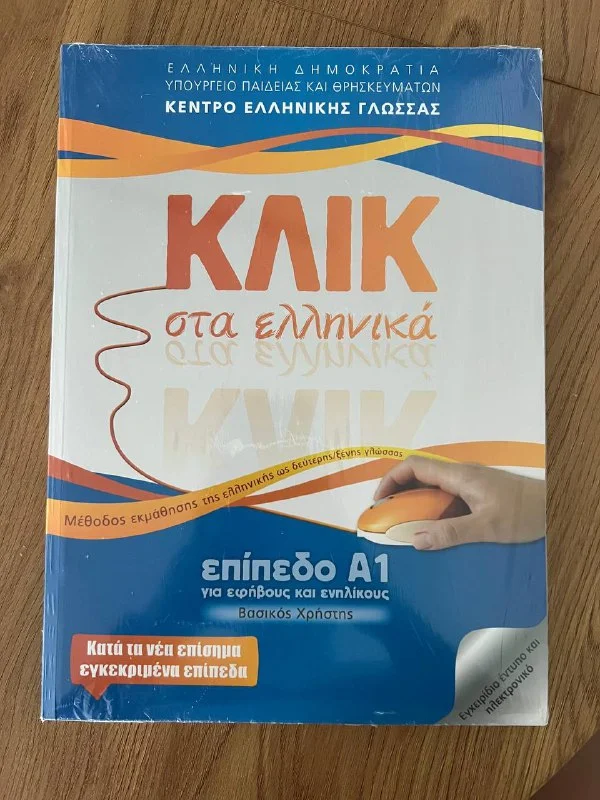 ΕΛΛΗΝΙΚΗ ΔΗΜΟΚΡΑΤΙΑ
ΥΠΟΥΡΓΕΙΟ ΠΑΙΔΕΙΑΣ ΚΑΙ ΘΡΗΣΚΕΥΜΑΤΩΝ
ΚΕΝΤΡΟ ΕΛΛΗΝΙΚΗΣ ΓΛΩΣΣΑΣ
ΚΛΙΚ
στα ελληνικά
Μέθοδος εκμάθησης της ελληνικής ως δεύτερης/ξένης γλώσσας
επίπεδο Α1
για εφήβους και ενηλίκους
Βασικός Χρήστης
Κατά τα νέα επίσημα
εγκεκριμένα επίπεδα
Εγχειρίδιο έντυπο και
ηλεκτρονικό